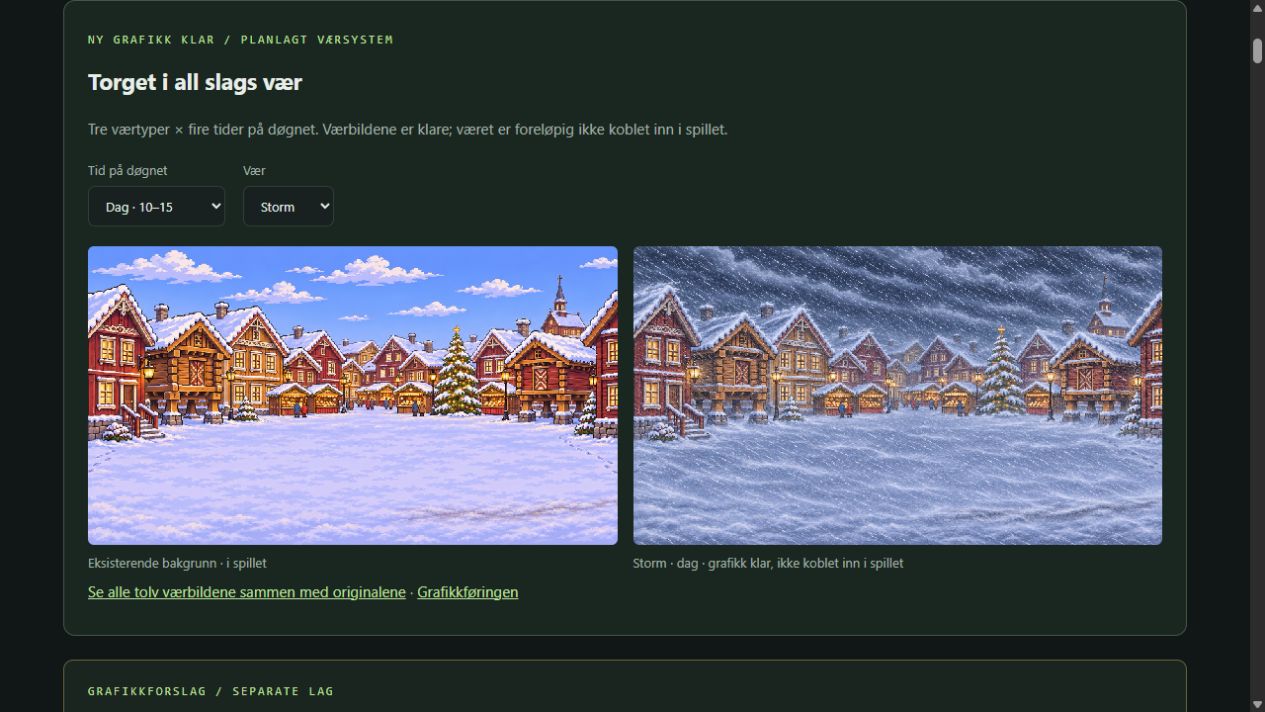 NY GRAFIKK KLAR / PLANLAGT VÆRSYSTEM
Torget i all slags vær
Tre værtyper × fire tider på døgnet. Værbildene er klare; været er foreløpig ikke koblet inn i spillet.
Tid på døgnet
Vær
Dag · 10–15
Storm
Eksisterende bakgrunn · i spillet
Storm · dag · grafikk klar, ikke koblet inn i spillet
Se alle tolv værbildene sammen med originalene · Grafikkføringen
GRAFIKKFORSLAG / SEPARATE LAG